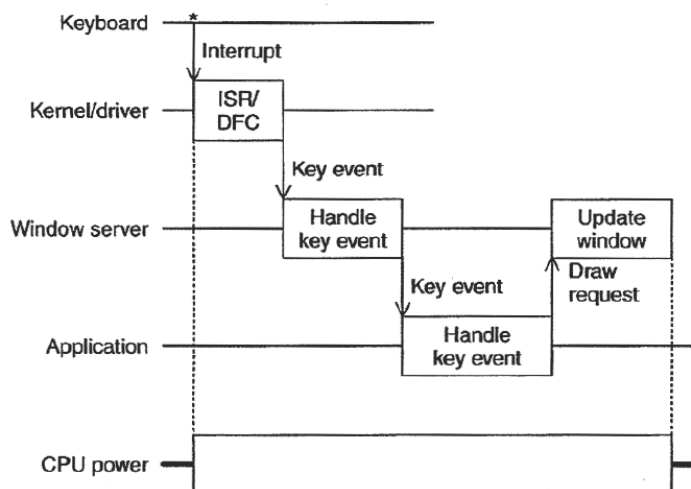 Keyboard
*
Interrupt
Kernel/driver
ISR/
DFC
Key event
Window server
Handle
key event
Update
window
Key event
Draw
request
Application
Handle
key event
CPU power